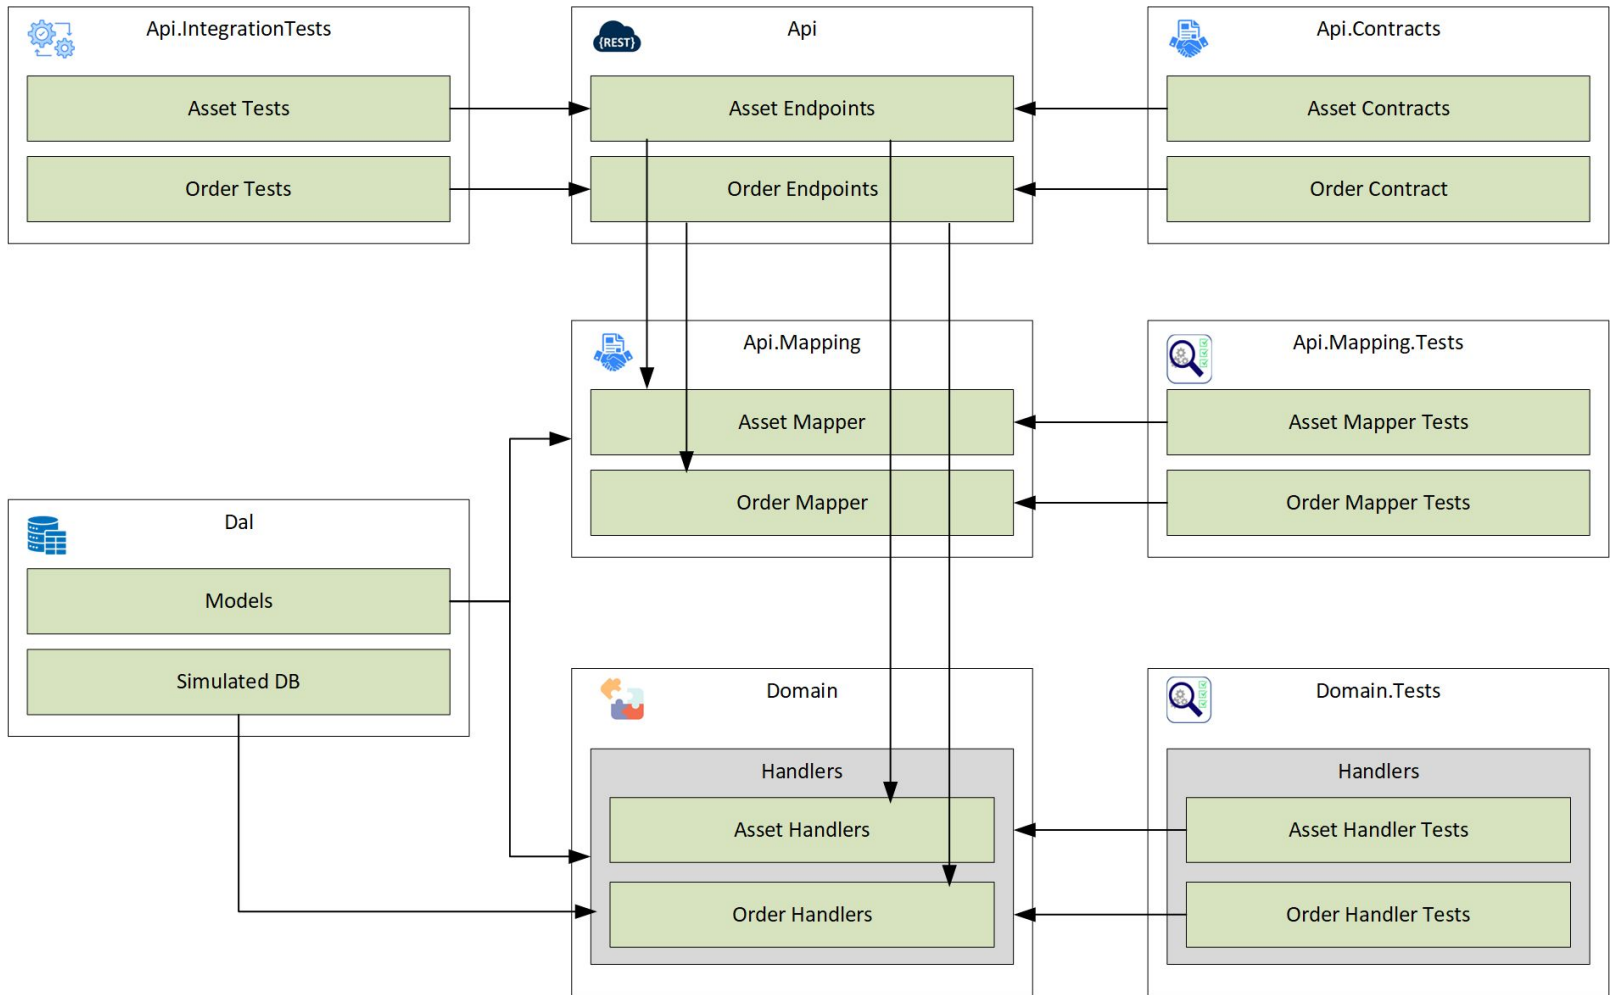 Api.IntegrationTests
Asset Tests
Order Tests
Api
{REST}
Asset Endpoints
Order Endpoints
Api.Contracts
Asset Contracts
Order Contract
Api.Mapping
Asset Mapper
Order Mapper
Api.Mapping.Tests
Asset Mapper Tests
Order Mapper Tests
Dal
Models
Simulated DB
Domain
Handlers
Asset Handlers
Order Handlers
Domain.Tests
Handlers
Asset Handler Tests
Order Handler Tests